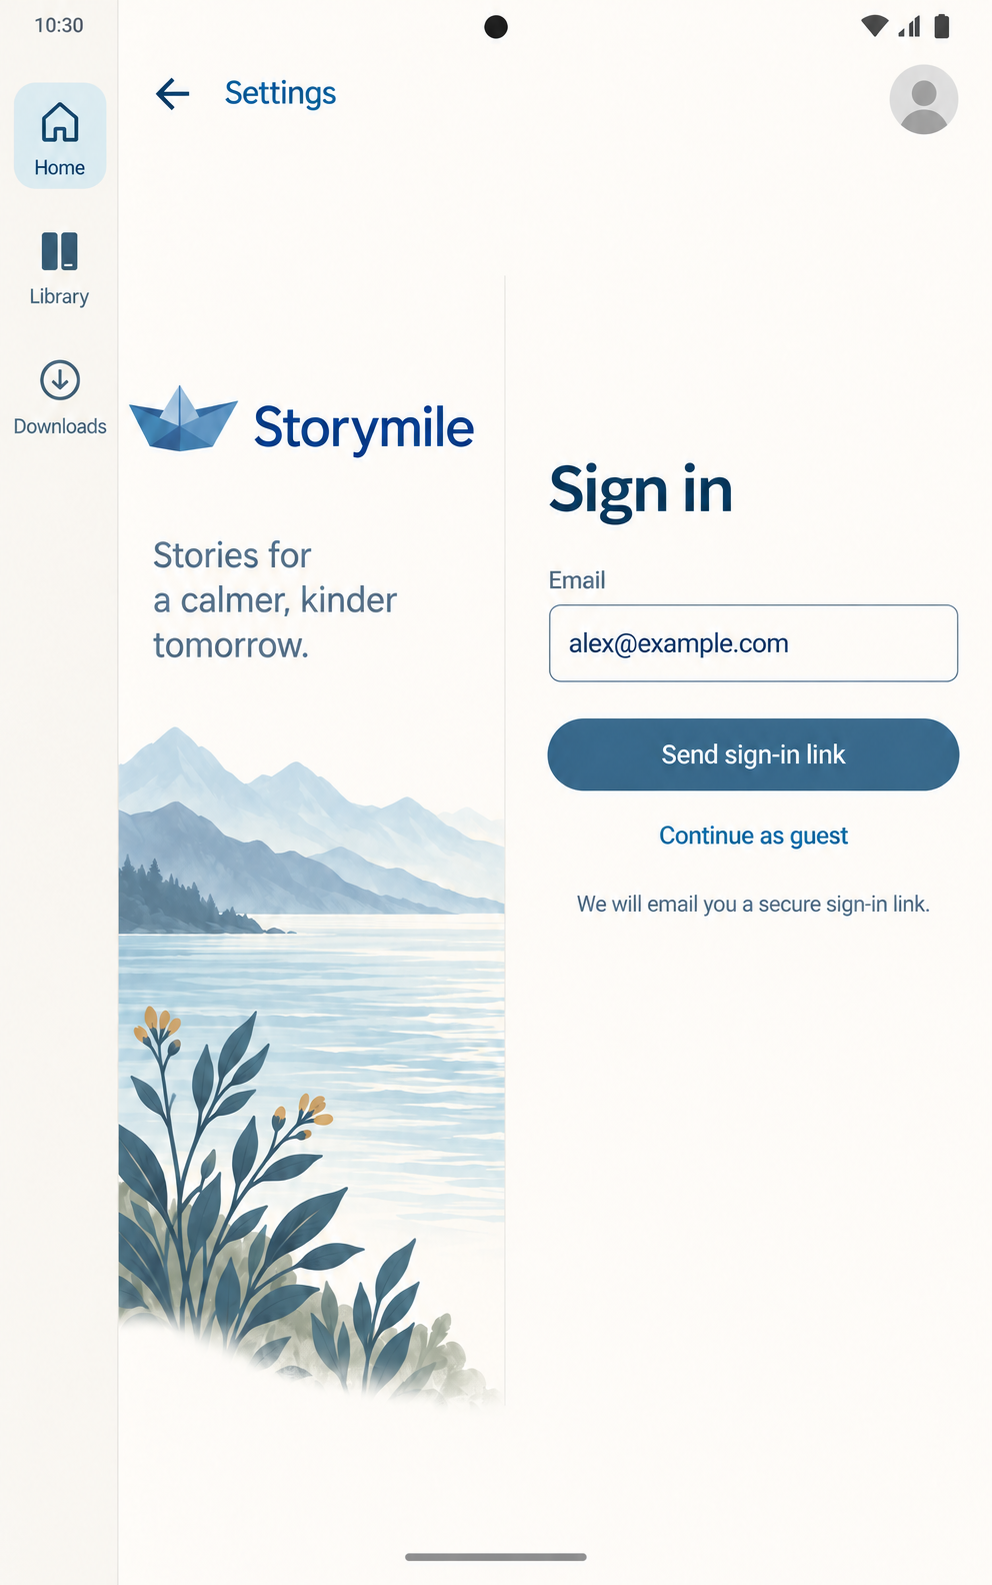 10:30
Settings
Home
Library
Downloads
Storymile
Stories for
a calmer, kinder
tomorrow.
Sign in
Email
alex@example.com
Send sign-in link
Continue as guest
We will email you a secure sign-in link.